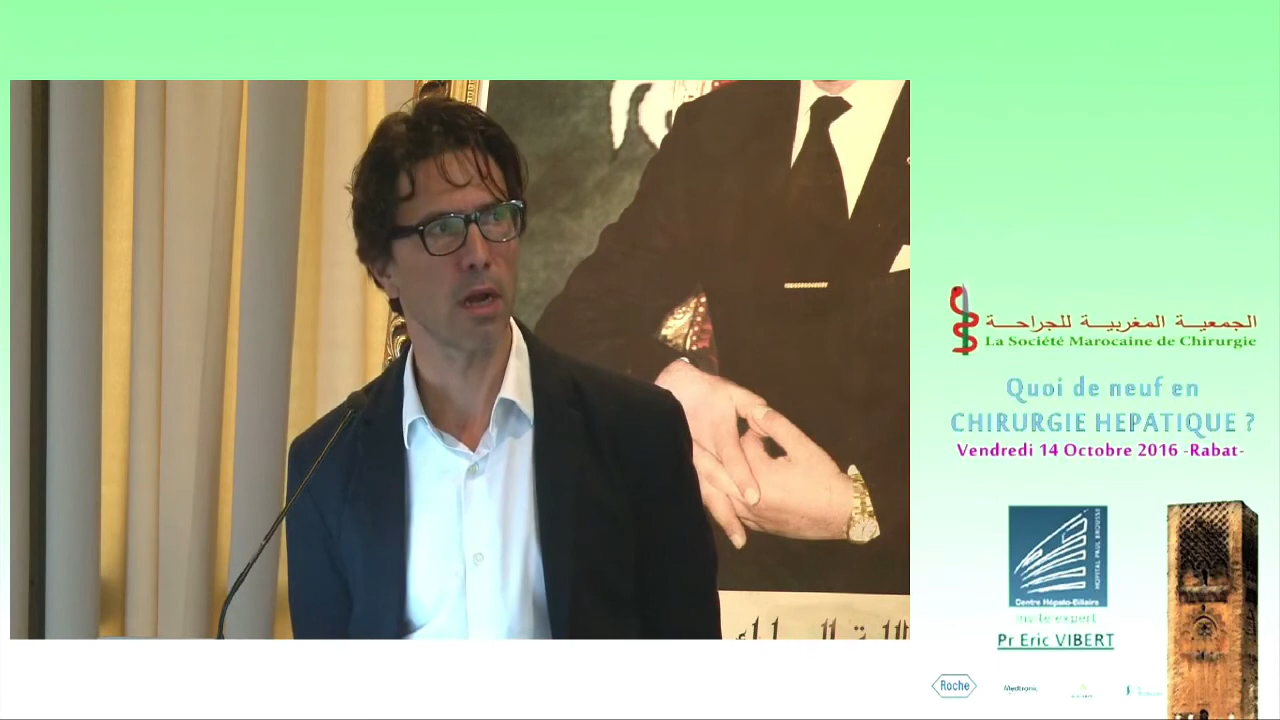 الجمعية المغربية للجراحة
La Société Marocaine de Chirurgie
Quoi de neuf en
CHIRURGIE HEPATIQUE ?
Vendredi 14 Octobre 2016 -Rabat-
HOPITAL PAUL BROUSSE
Centre Hépato-Biliaire
Invité expert
Pr Eric VIBERT
Roche
Medtronic